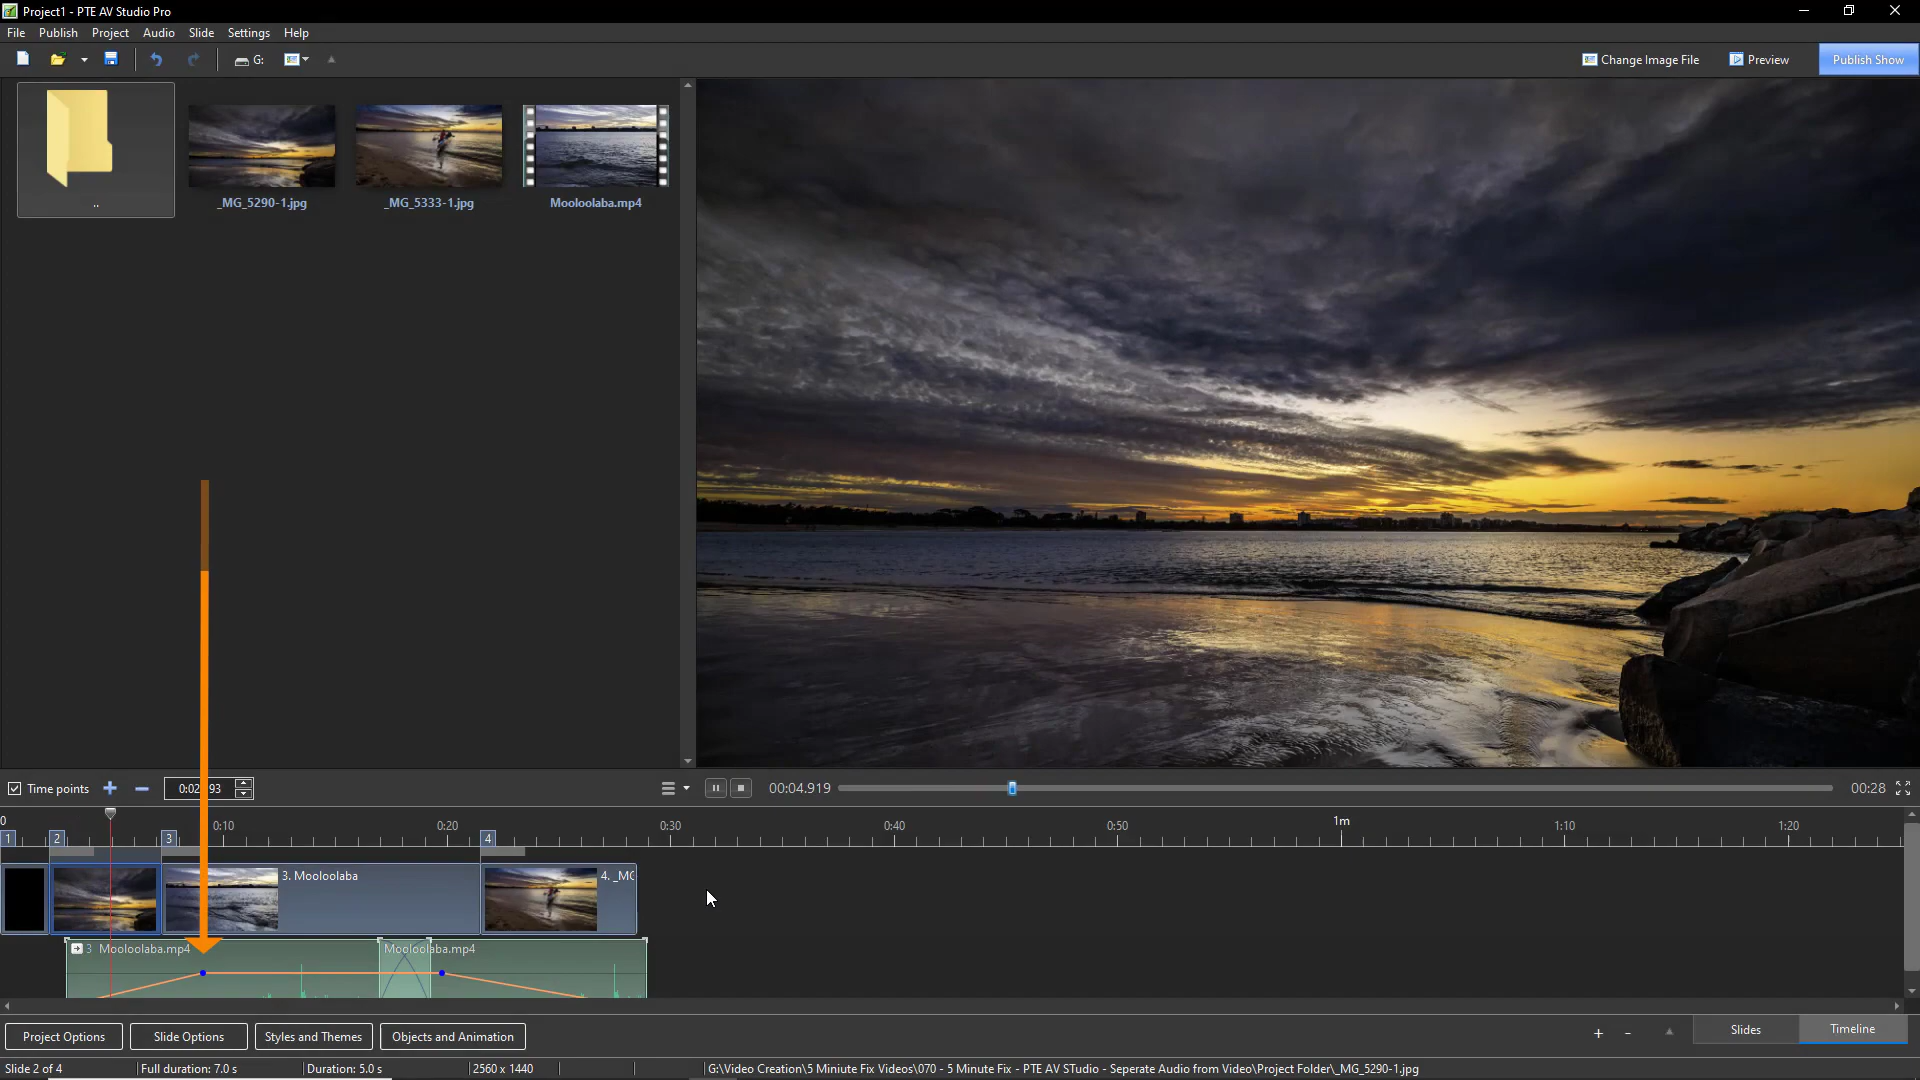 Project1 - PTE AV Studio Pro
File Publish Project Audio Slide Settings Help
G:
Change Image File Preview Publish Show
..
_MG_5290-1.jpg
_MG_5333-1.jpg
Mooloolaba.mp4
Time points
00:04.919
00:28
0 0:10 0:20 0:30 0:40 0:50 1m 1:10 1:20
1 2 3 4
3. Mooloolaba
4. _MG
3 Mooloolaba.mp4
Mooloolaba.mp4
Project Options Slide Options Styles and Themes Objects and Animation
+ - Slides Timeline
Slide 2 of 4 Full duration: 7.0 s Duration: 5.0 s 2560 x 1440 G:\Video Creation\5 Miniute Fix Videos\070 - 5 Minute Fix - PTE AV STudio - Seperate Audio from Video\Project Folder\_MG_5290-1.jpg